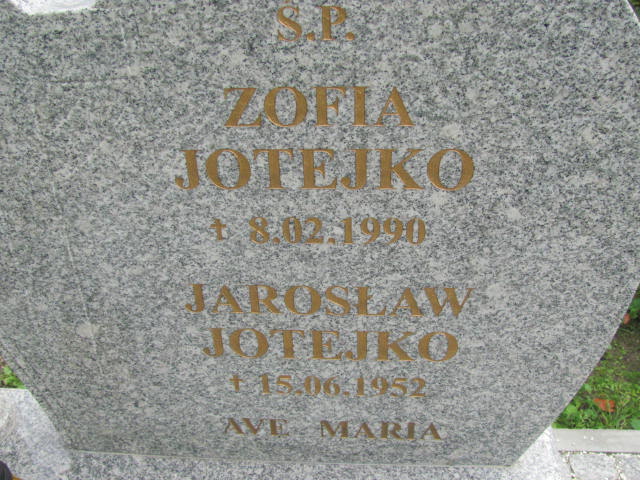 S.P.
ZOFIA
JOTEJKO
✝ 8.02.1990
JAROSŁAW
JOTEJKO
✝ 15.06.1952
AVE MARIA